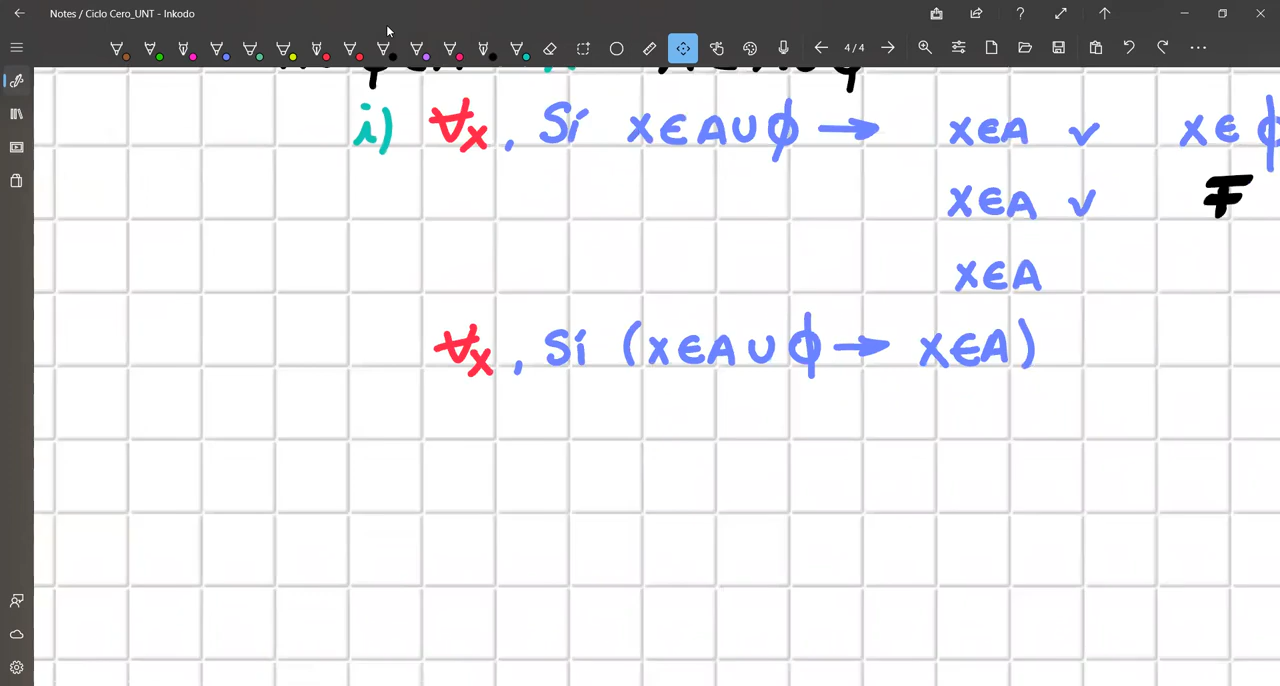 Notes / Ciclo Cero_UNT - Inkodo
4 / 4
i) ∀x, Sí x∈A∪ϕ → x∈A ∨ x∈ϕ
x∈A ∨ F
x∈A
∀x, Sí (x∈A∪ϕ → x∈A)